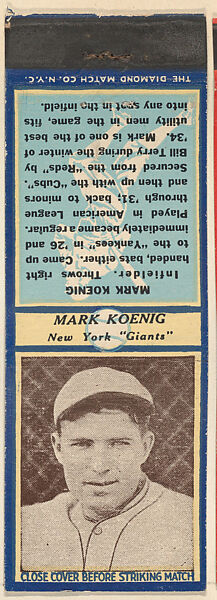 THE DIAMOND MATCH CO. N.Y.C.
MARK KOENIG
Infielder. Throws right
handed, bats either. Came up
to the "Yankees" in '26 and
immediately became a regular.
Played in American League
through '31; back to minors
and then up with the "Cubs".
Secured from the "Reds" by
Bill Terry during the winter of
'34. Mark is one of the best
utility men in the game, fits
into any spot in the infield.
MARK KOENIG
New York "Giants"
CLOSE COVER BEFORE STRIKING MATCH